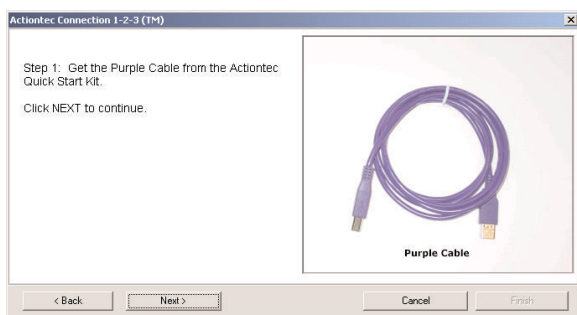 Actiontec Connection 1-2-3 (TM)
Step 1: Get the Purple Cable from the Actiontec
Quick Start Kit.
Click NEXT to continue.
Purple Cable
< Back
Next >
Cancel
Finish